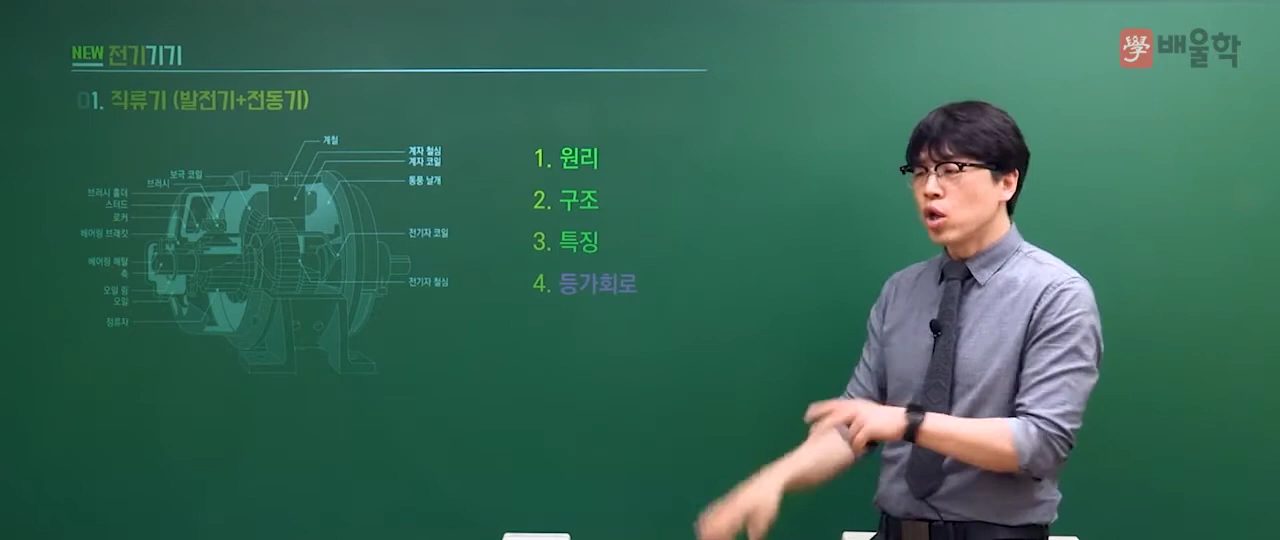 NEW 전기기기
學 배울학
01. 직류기 (발전기+전동기)
계철
계자 철심
계자 코일
통풍 날개
전기자 코일
전기자 철심
보극 코일
브러시
브러시 홀더
스터드
로커
베어링 브래킷
베어링 메탈
축
오일 링
오일
정류자
1. 원리
2. 구조
3. 특징
4. 등가회로